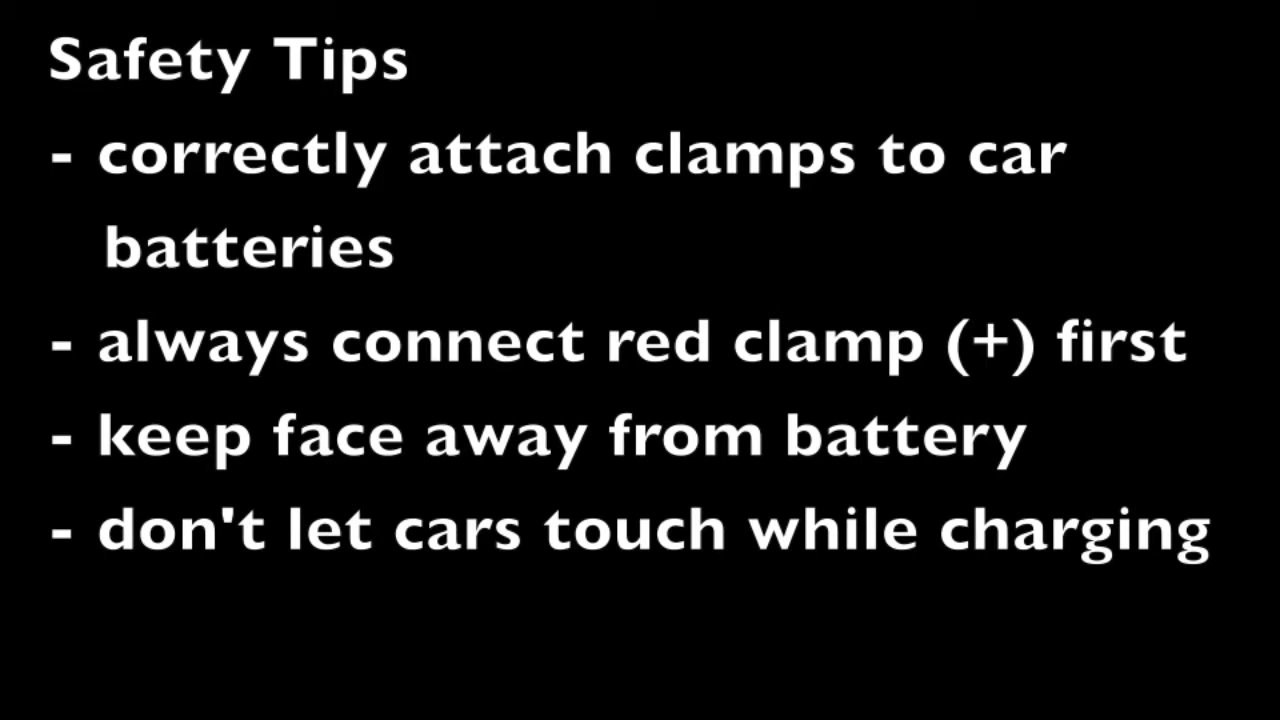 Safety Tips
- correctly attach clamps to car
batteries
- always connect red clamp (+) first
- keep face away from battery
- don't let cars touch while charging